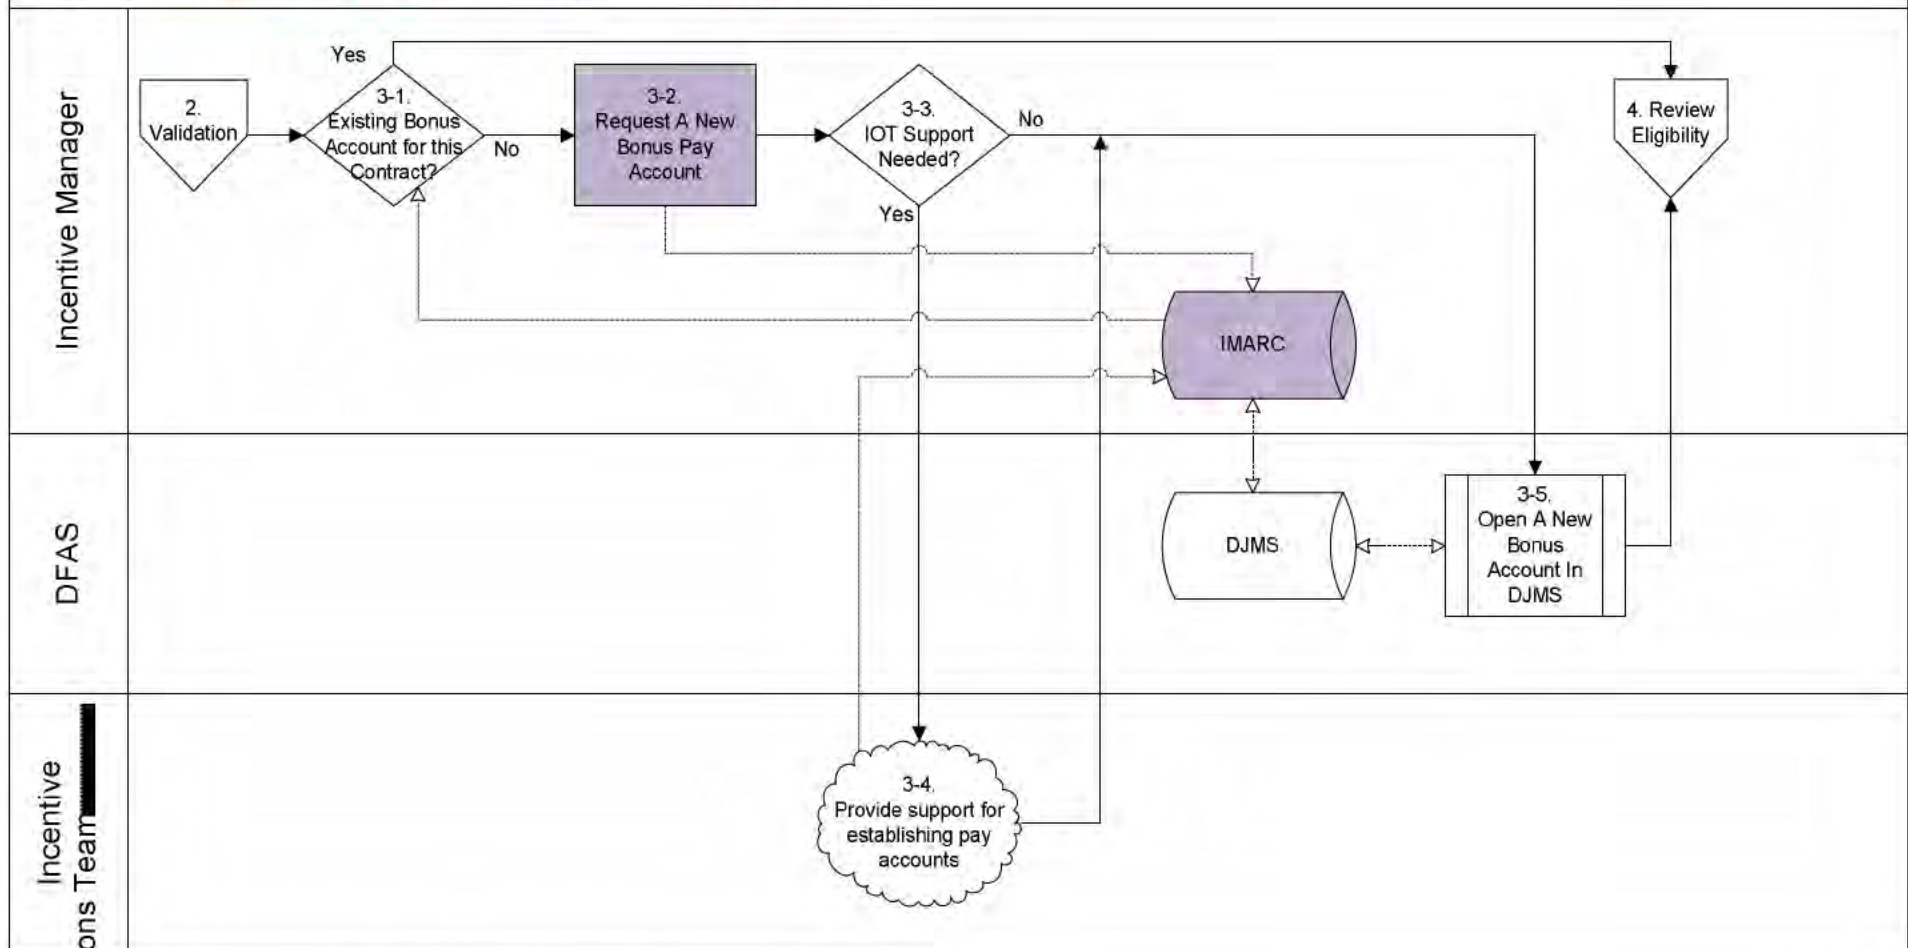 Incentive Manager
2.
Validation
Yes
3-1.
Existing Bonus
Account for this
Contract?
No
3-2.
Request A New
Bonus Pay
Account
3-3.
IOT Support
Needed?
No
Yes
4. Review
Eligibility
IMARC
DFAS
DJMS
3-5.
Open A New
Bonus
Account In
DJMS
Incentive
ons Team
3-4.
Provide support for
establishing pay
accounts